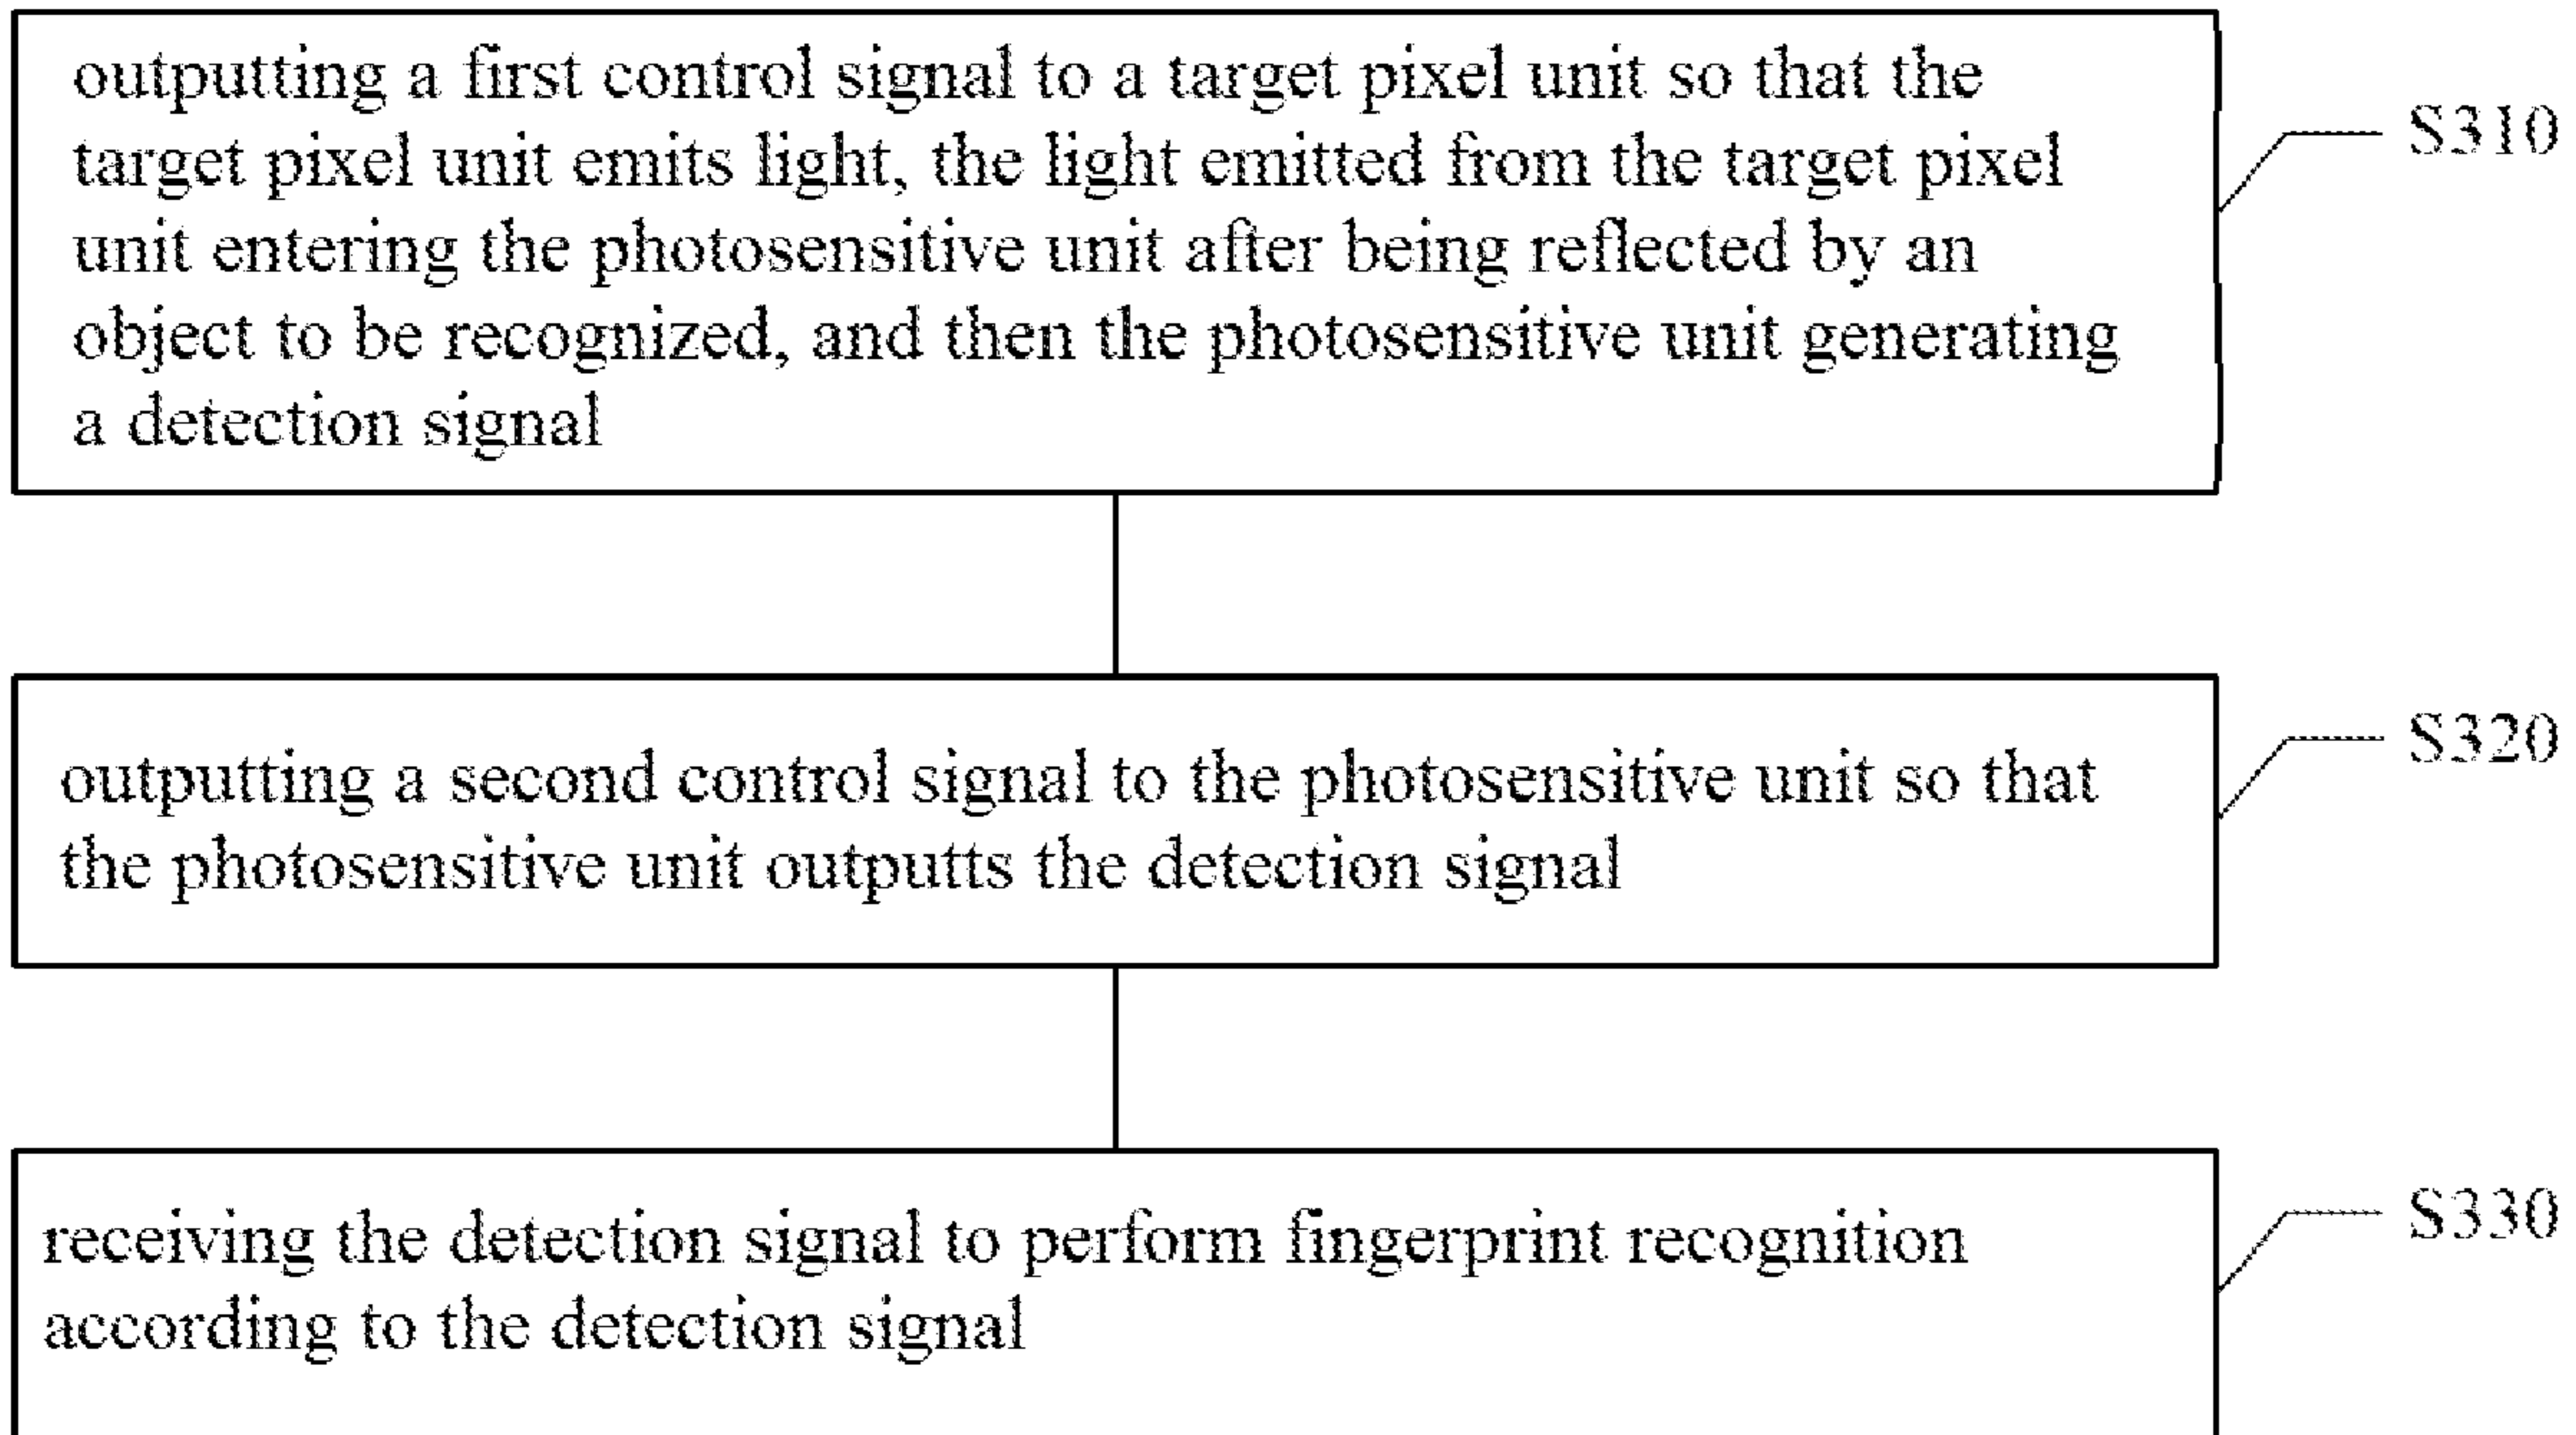 outputting a first control signal to a target pixel unit so that the
target pixel unit emits light, the light emitted from the target pixel
unit entering the photosensitive unit after being reflected by an
object to be recognized, and then the photosensitive unit generating
a detection signal
S310
outputting a second control signal to the photosensitive unit so that
the photosensitive unit outputts the detection signal
S320
receiving the detection signal to perform fingerprint recognition
according to the detection signal
S330